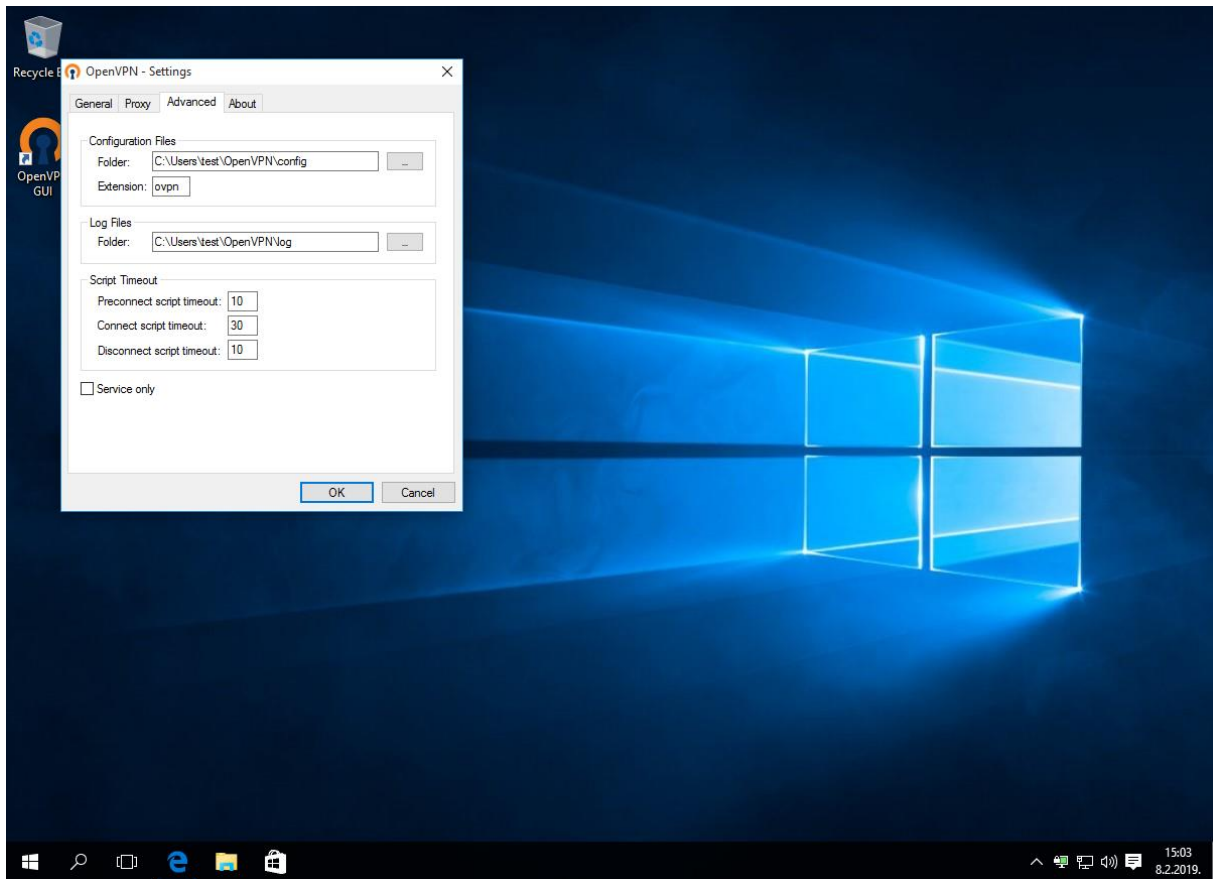 Recycle
OpenVPN - Settings
General Proxy Advanced About
Configuration Files
Folder: C:\Users\test\OpenVPN\config ...
Extension: ovpn
Log Files
Folder: C:\Users\test\OpenVPN\log ...
Script Timeout
Preconnect script timeout: 10
Connect script timeout: 30
Disconnect script timeout: 10
Service only
OK Cancel
OpenVP
GUI
15:03
8.2.2019.